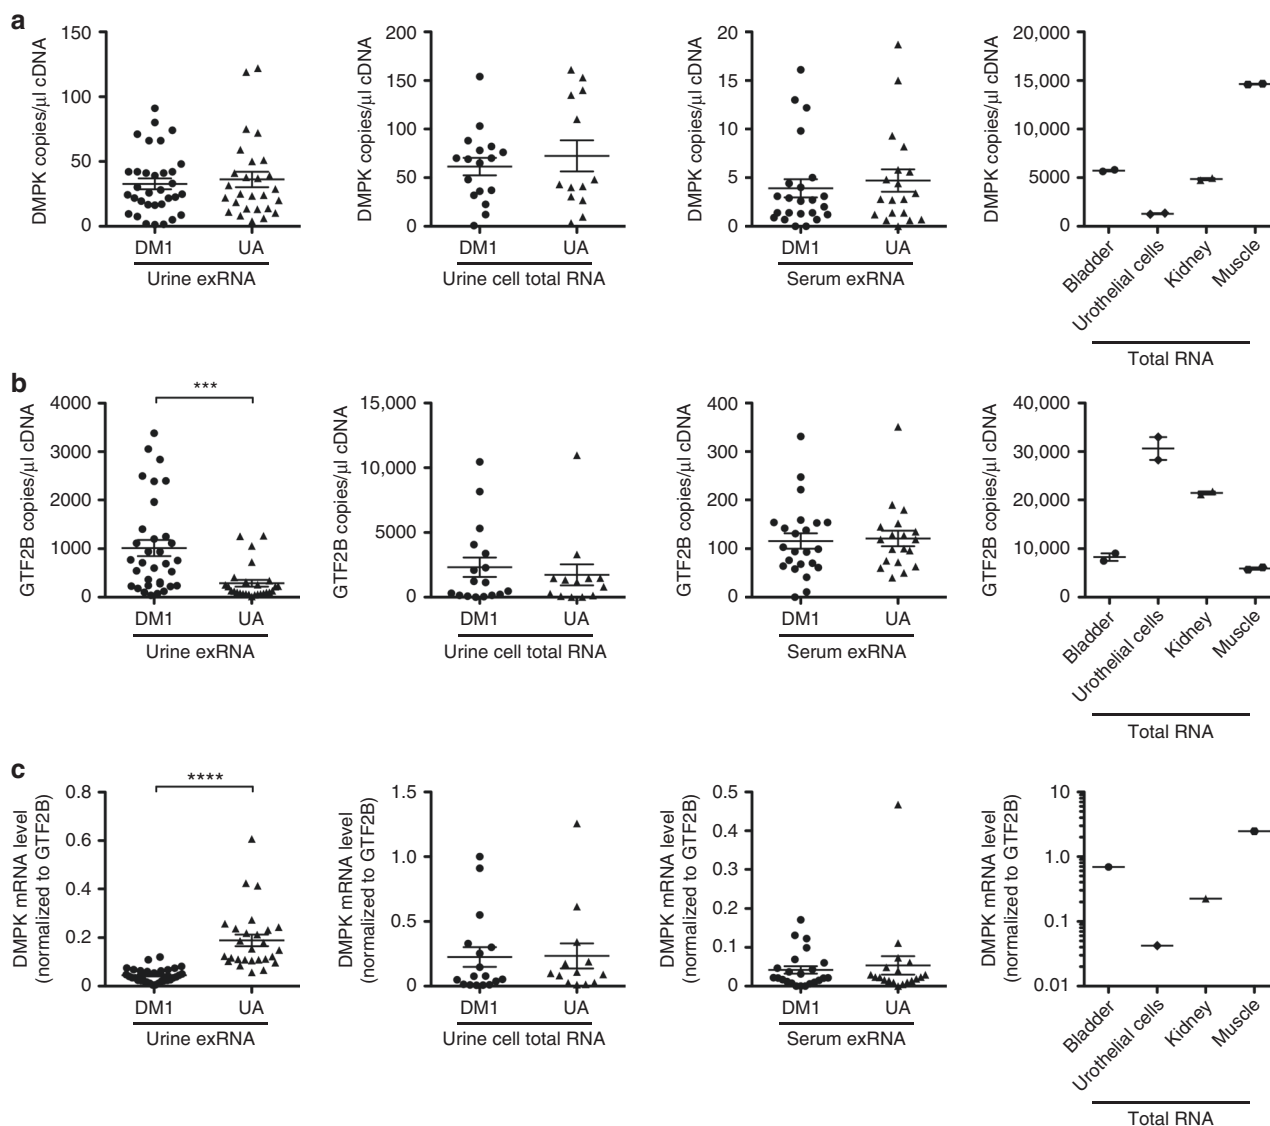 a
DMPK copies/µl cDNA
150
100
50
0
DM1 UA
Urine exRNA
DMPK copies/µl cDNA
200
150
100
50
0
DM1 UA
Urine cell total RNA
DMPK copies/µl cDNA
20
15
10
5
0
DM1 UA
Serum exRNA
DMPK copies/µl cDNA
20,000
15,000
10,000
5000
0
Bladder
Urothelial cells
Kidney
Muscle
Total RNA
b
GTF2B copies/µl cDNA
4000
3000
2000
1000
0
***
DM1 UA
Urine exRNA
GTF2B copies/µl cDNA
15,000
10,000
5000
0
DM1 UA
Urine cell total RNA
GTF2B copies/µl cDNA
400
300
200
100
0
DM1 UA
Serum exRNA
GTF2B copies/µl cDNA
40,000
30,000
20,000
10,000
0
Bladder
Urothelial cells
Kidney
Muscle
Total RNA
c
DMPK mRNA level
(normalized to GTF2B)
0.8
0.6
0.4
0.2
0
****
DM1 UA
Urine exRNA
DMPK mRNA level
(normalized to GTF2B)
1.5
1.0
0.5
0
DM1 UA
Urine cell total RNA
DMPK mRNA level
(normalized to GTF2B)
0.5
0.4
0.3
0.2
0.1
0
DM1 UA
Serum exRNA
DMPK mRNA level
(normalized to GTF2B)
10
1.0
0.1
0.01
Bladder
Urothelial cells
Kidney
Muscle
Total RNA